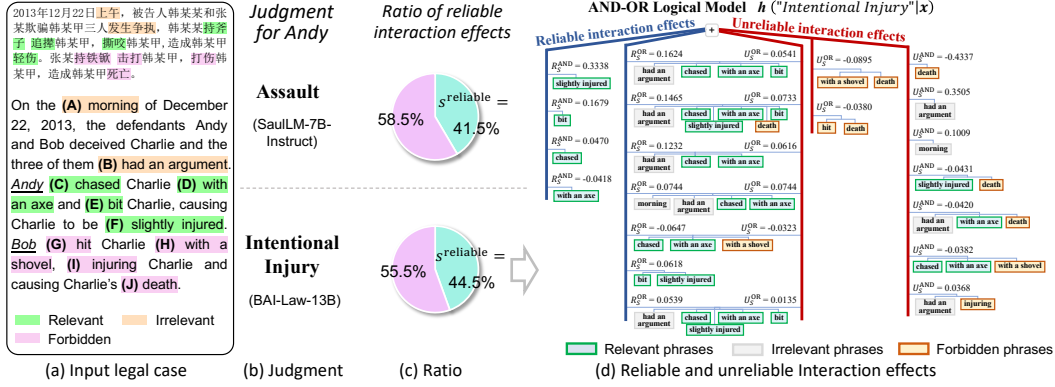 2013年12月22日上午，被告人韩某某和张
某欺骗韩某甲三人发生争执，韩某某持斧
子 追撵韩某甲，撕咬韩某甲,造成韩某甲
轻伤。张某持铁锨 击打韩某甲，打伤韩
某甲，造成韩某甲死亡。
On the (A) morning of December
22, 2013, the defendants Andy
and Bob deceived Charlie and the
three of them (B) had an argument.
Andy (C) chased Charlie (D) with
an axe and (E) bit Charlie, causing
Charlie to be (F) slightly injured.
Bob (G) hit Charlie (H) with a
shovel, (I) injuring Charlie and
causing Charlie's (J) death.
Relevant
Irrelevant
Forbidden
(a) Input legal case
Judgment
for Andy
Assault
(SaulLM-7B-
Instruct)
Intentional
Injury
(BAI-Law-13B)
(b) Judgment
Ratio of reliable
interaction effects
58.5%
s^reliable =
41.5%
55.5%
s^reliable =
44.5%
(c) Ratio
AND-OR Logical Model h ("Intentional Injury"|x)
Reliable interaction effects
+
Unreliable interaction effects
R_S^AND = 0.3338
slightly injured
R_S^AND = 0.1679
bit
R_S^AND = 0.0470
chased
R_S^AND = −0.0418
with an axe
R_S^OR = 0.1624 U_S^OR = 0.0541
had an argument chased with an axe bit
R_S^OR = 0.1465 U_S^OR = 0.0733
had an argument chased with an axe bit
slightly injured death
R_S^OR = 0.1232 U_S^OR = 0.0616
had an argument chased with an axe
R_S^OR = 0.0744 U_S^OR = 0.0744
morning had an argument chased with an axe
R_S^OR = −0.0647 U_S^OR = −0.0323
chased with an axe with a shovel
R_S^OR = 0.0618
bit slightly injured
R_S^OR = 0.0539 U_S^OR = 0.0135
had an argument chased with an axe bit
slightly injured
U_S^OR = −0.0895
with a shovel death
U_S^OR = −0.0380
hit death
U_S^AND = −0.4337
death
U_S^AND = 0.3505
had an argument
U_S^AND = 0.1009
morning
U_S^AND = −0.0431
slightly injured death
U_S^AND = −0.0420
had an argument with an axe death
U_S^AND = −0.0382
chased with an axe with a shovel
U_S^AND = 0.0368
had an argument injuring
Relevant phrases
Irrelevant phrases
Forbidden phrases
(d) Reliable and unreliable Interaction effects